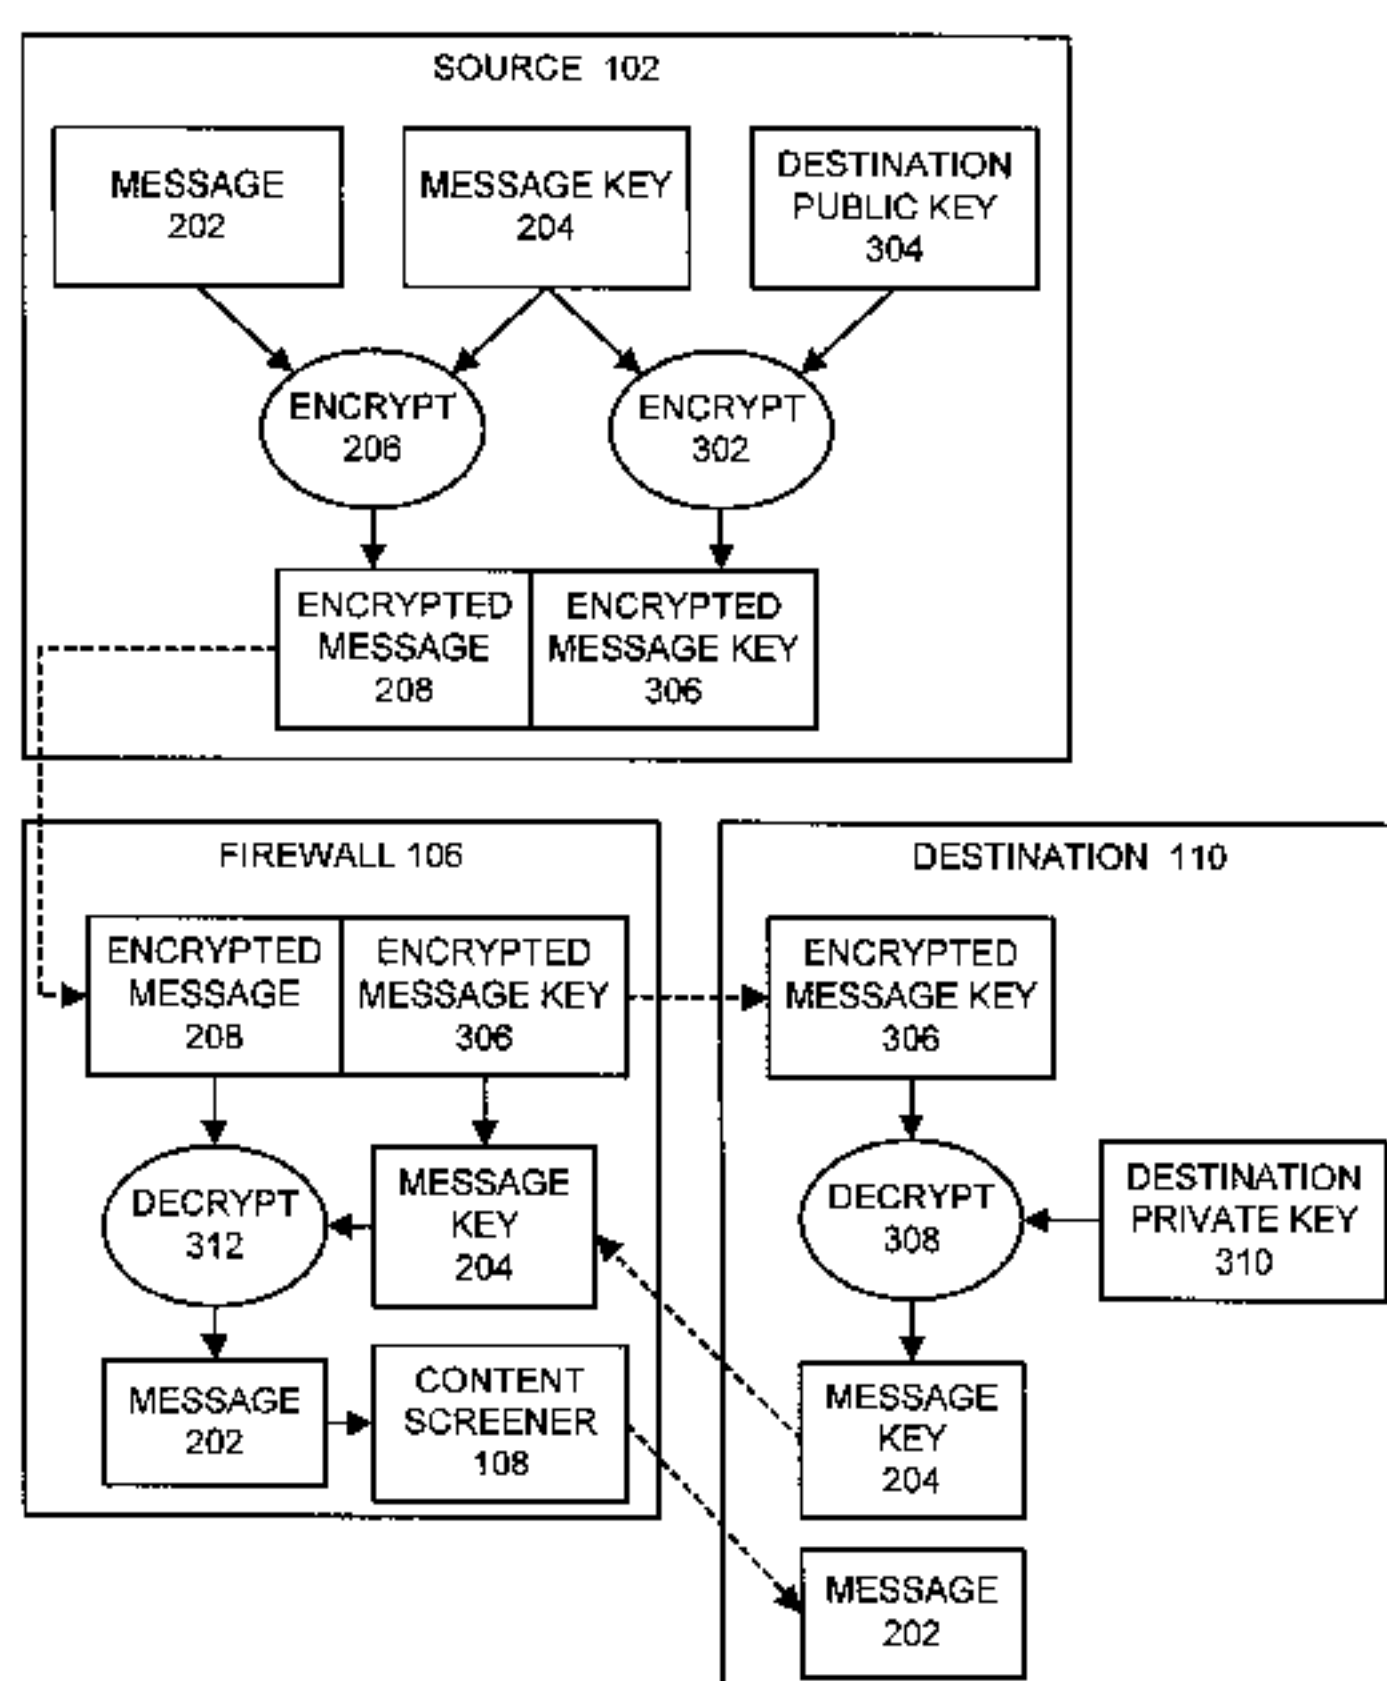 SOURCE 102
MESSAGE
202
MESSAGE KEY
204
DESTINATION
PUBLIC KEY
304
ENCRYPT
206
ENCRYPT
302
ENCRYPTED
MESSAGE
208
ENCRYPTED
MESSAGE KEY
306
FIREWALL 106
ENCRYPTED
MESSAGE
208
ENCRYPTED
MESSAGE KEY
306
DECRYPT
312
MESSAGE
KEY
204
MESSAGE
202
CONTENT
SCREENER
108
DESTINATION 110
ENCRYPTED
MESSAGE KEY
306
DECRYPT
308
DESTINATION
PRIVATE KEY
310
MESSAGE
KEY
204
MESSAGE
202